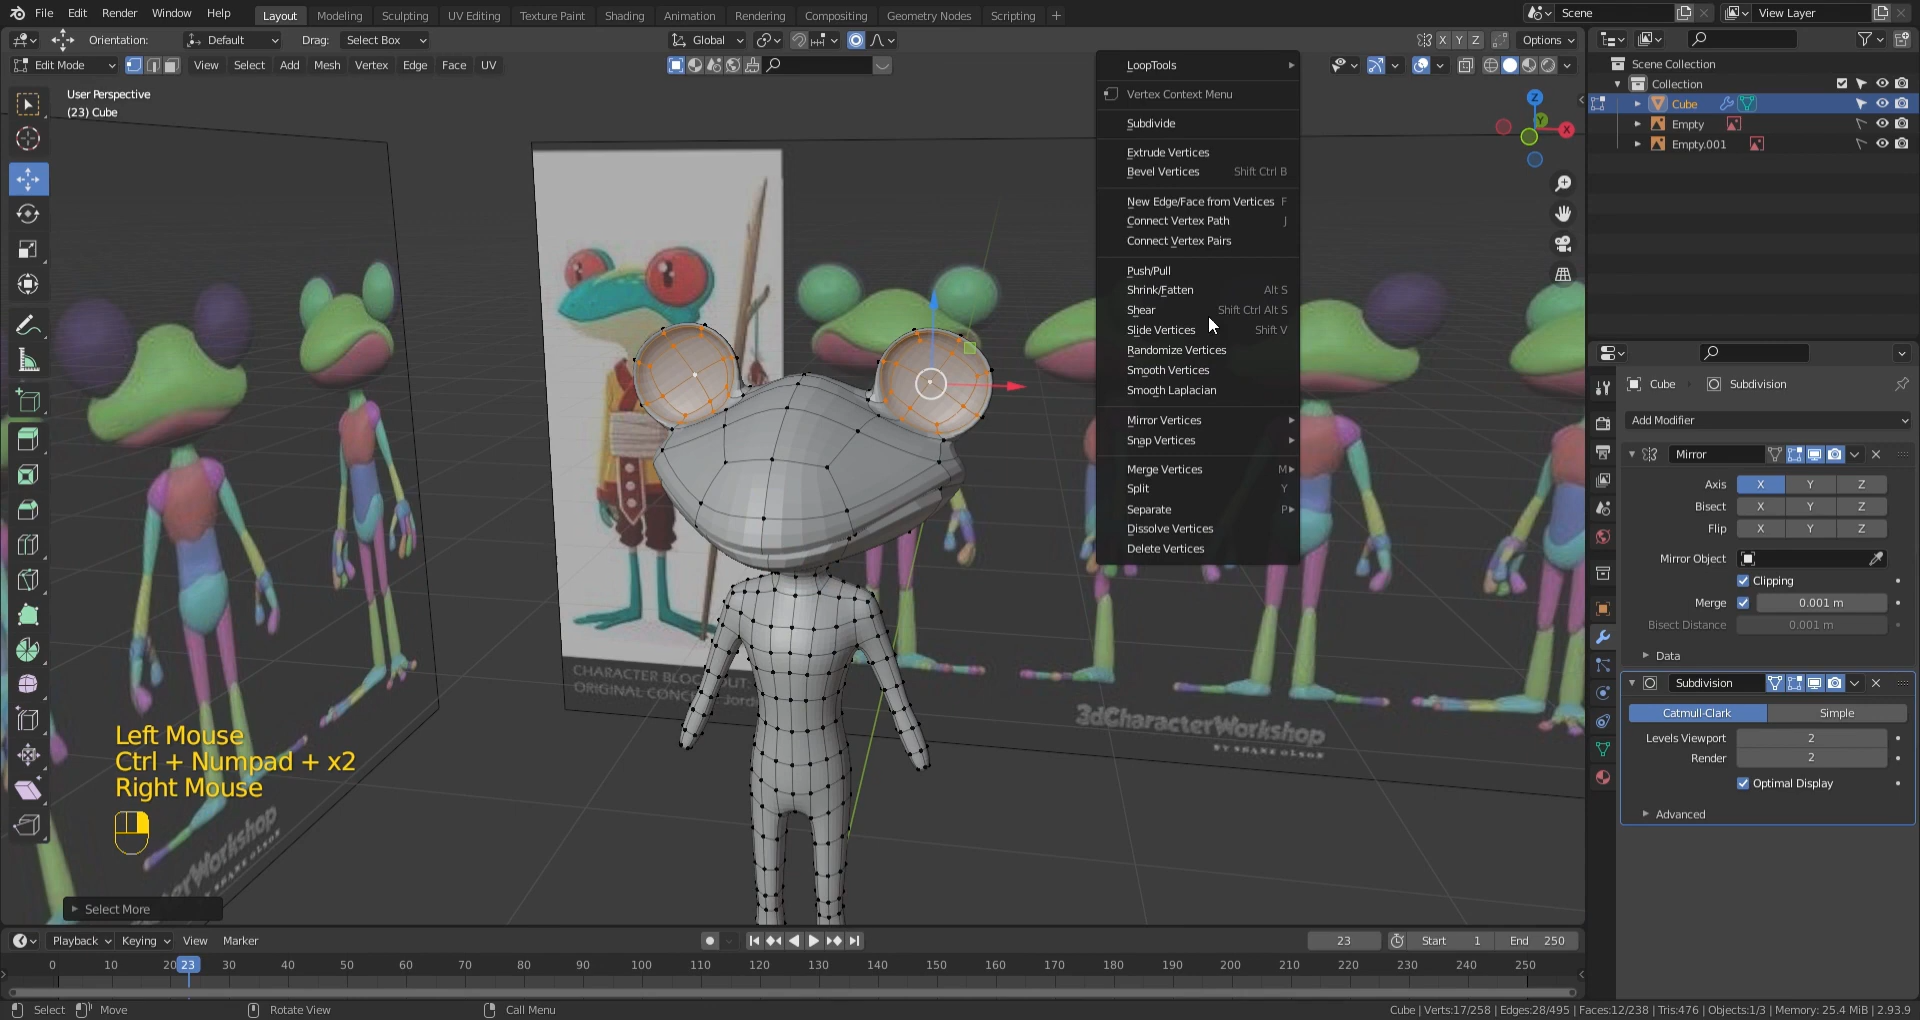 File Edit Render Window Help Layout Modeling Sculpting UV Editing Texture Paint Shading Animation Rendering Compositing Geometry Nodes Scripting + Scene View Layer
Orientation: Default Drag: Select Box Global X Y Z Options
Edit Mode View Select Add Mesh Vertex Edge Face UV
User Perspective
(23) Cube
LoopTools
Vertex Context Menu
Subdivide
Extrude Vertices
Bevel Vertices Shift Ctrl B
New Edge/Face from Vertices F
Connect Vertex Path J
Connect Vertex Pairs
Push/Pull
Shrink/Fatten Alt S
Shear Shift Ctrl Alt S
Slide Vertices Shift V
Randomize Vertices
Smooth Vertices
Smooth Laplacian
Mirror Vertices
Snap Vertices
Merge Vertices M
Split Y
Separate P
Dissolve Vertices
Delete Vertices
Z
Y
X
Scene Collection
Collection
Cube
Empty
Empty.001
Cube Subdivision
Add Modifier
Mirror
Axis X Y Z
Bisect X Y Z
Flip X Y Z
Mirror Object
Clipping
Merge 0.001 m
Bisect Distance 0.001 m
Data
Subdivision
Catmull-Clark Simple
Levels Viewport 2
Render 2
Optimal Display
Advanced
CHARACTER BLOC OUT:
ORIGINAL CONC Jord
3dCharacterWorkshop
BY SHANE OLSON
Left Mouse
Ctrl + Numpad + x2
Right Mouse
Select More
Playback Keying View Marker 23 Start 1 End 250
0 10 20 23 30 40 50 60 70 80 90 100 110 120 130 140 150 160 170 180 190 200 210 220 230 240 250
Select Move Rotate View Call Menu Cube | Verts:17/258 | Edges:28/495 | Faces:12/238 | Tris:476 | Objects:1/3 | Memory: 25.4 MiB | 2.93.9